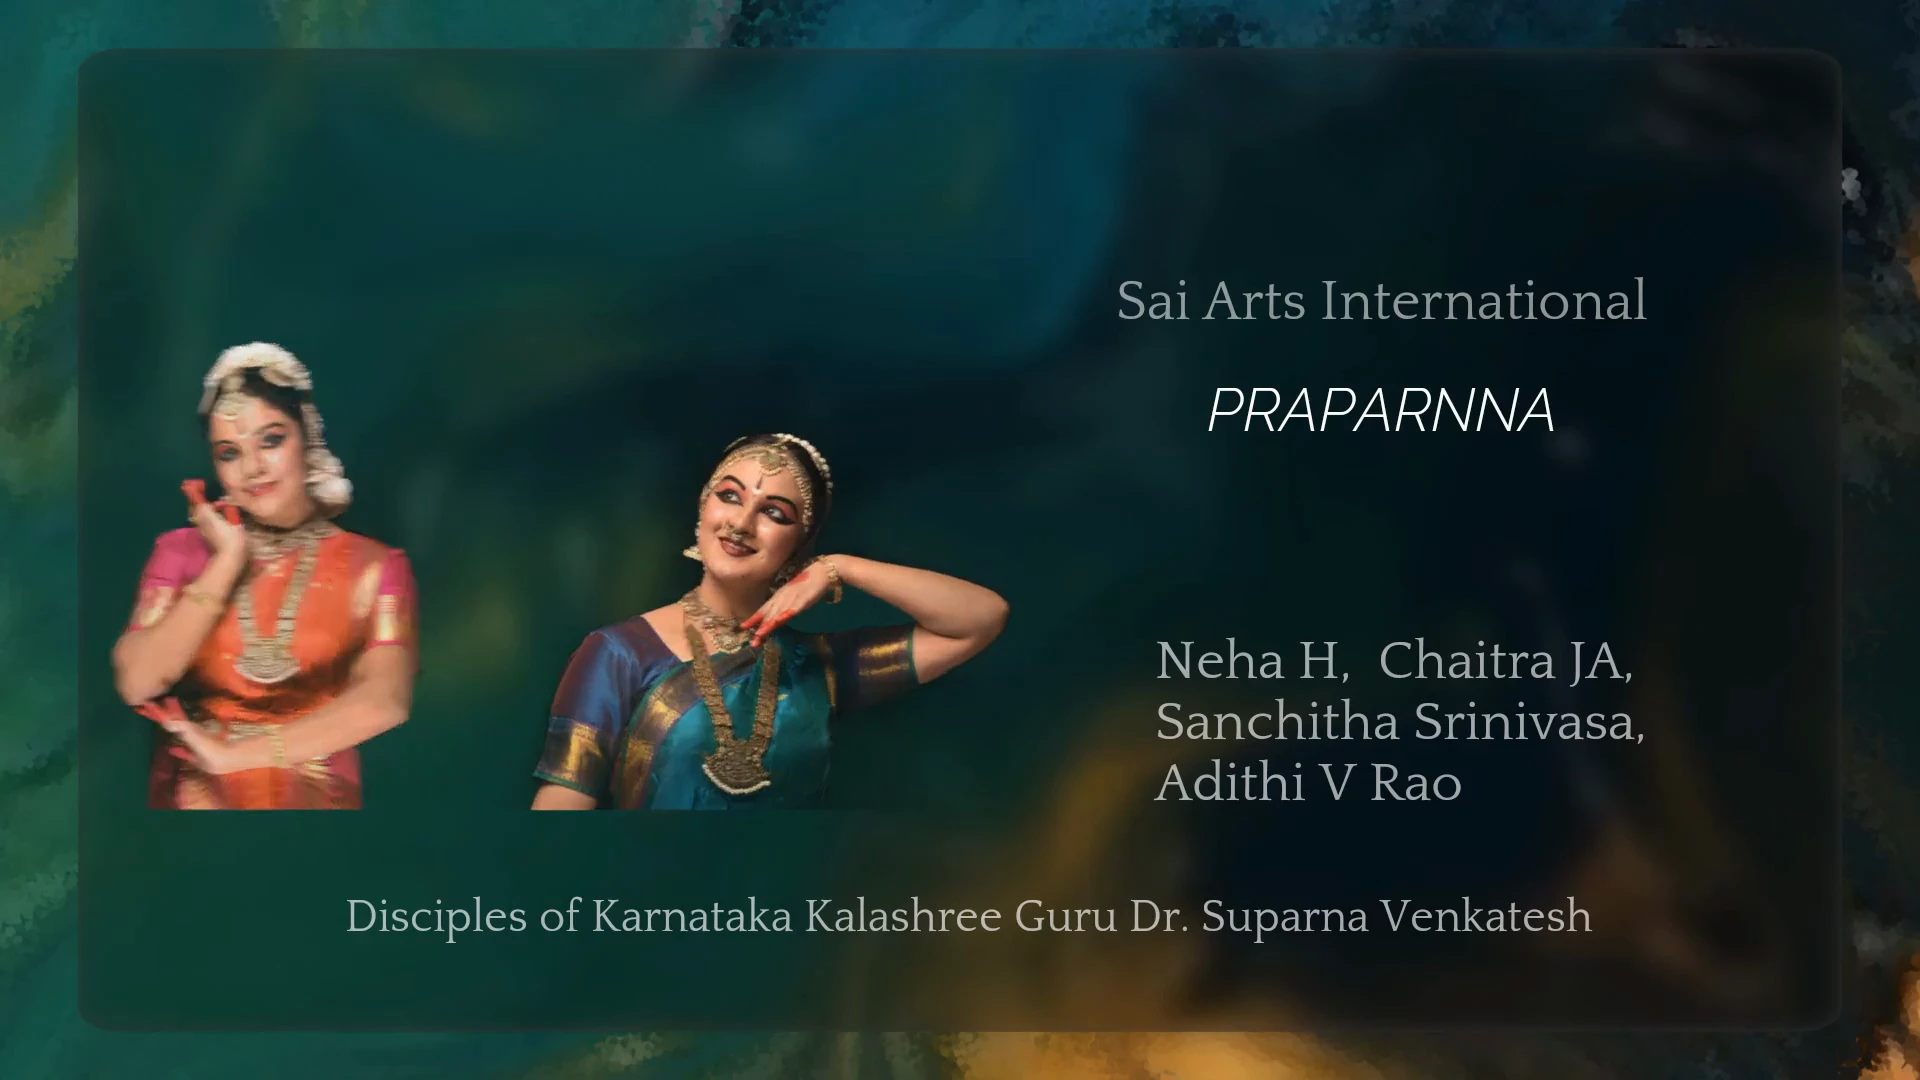 Sai Arts International
PRAPARNNA
Neha H,  Chaitra JA,
Sanchitha Srinivasa,
Adithi V Rao
Disciples of Karnataka Kalashree Guru Dr. Suparna Venkatesh